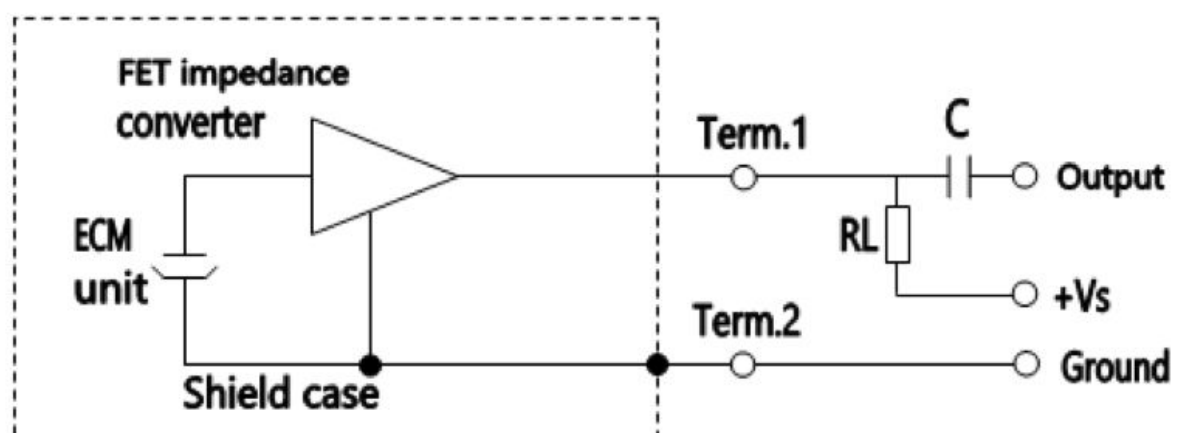 FET impedance
converter
Term.1
C
Output
ECM
unit
RL
+Vs
Term.2
Ground
Shield case